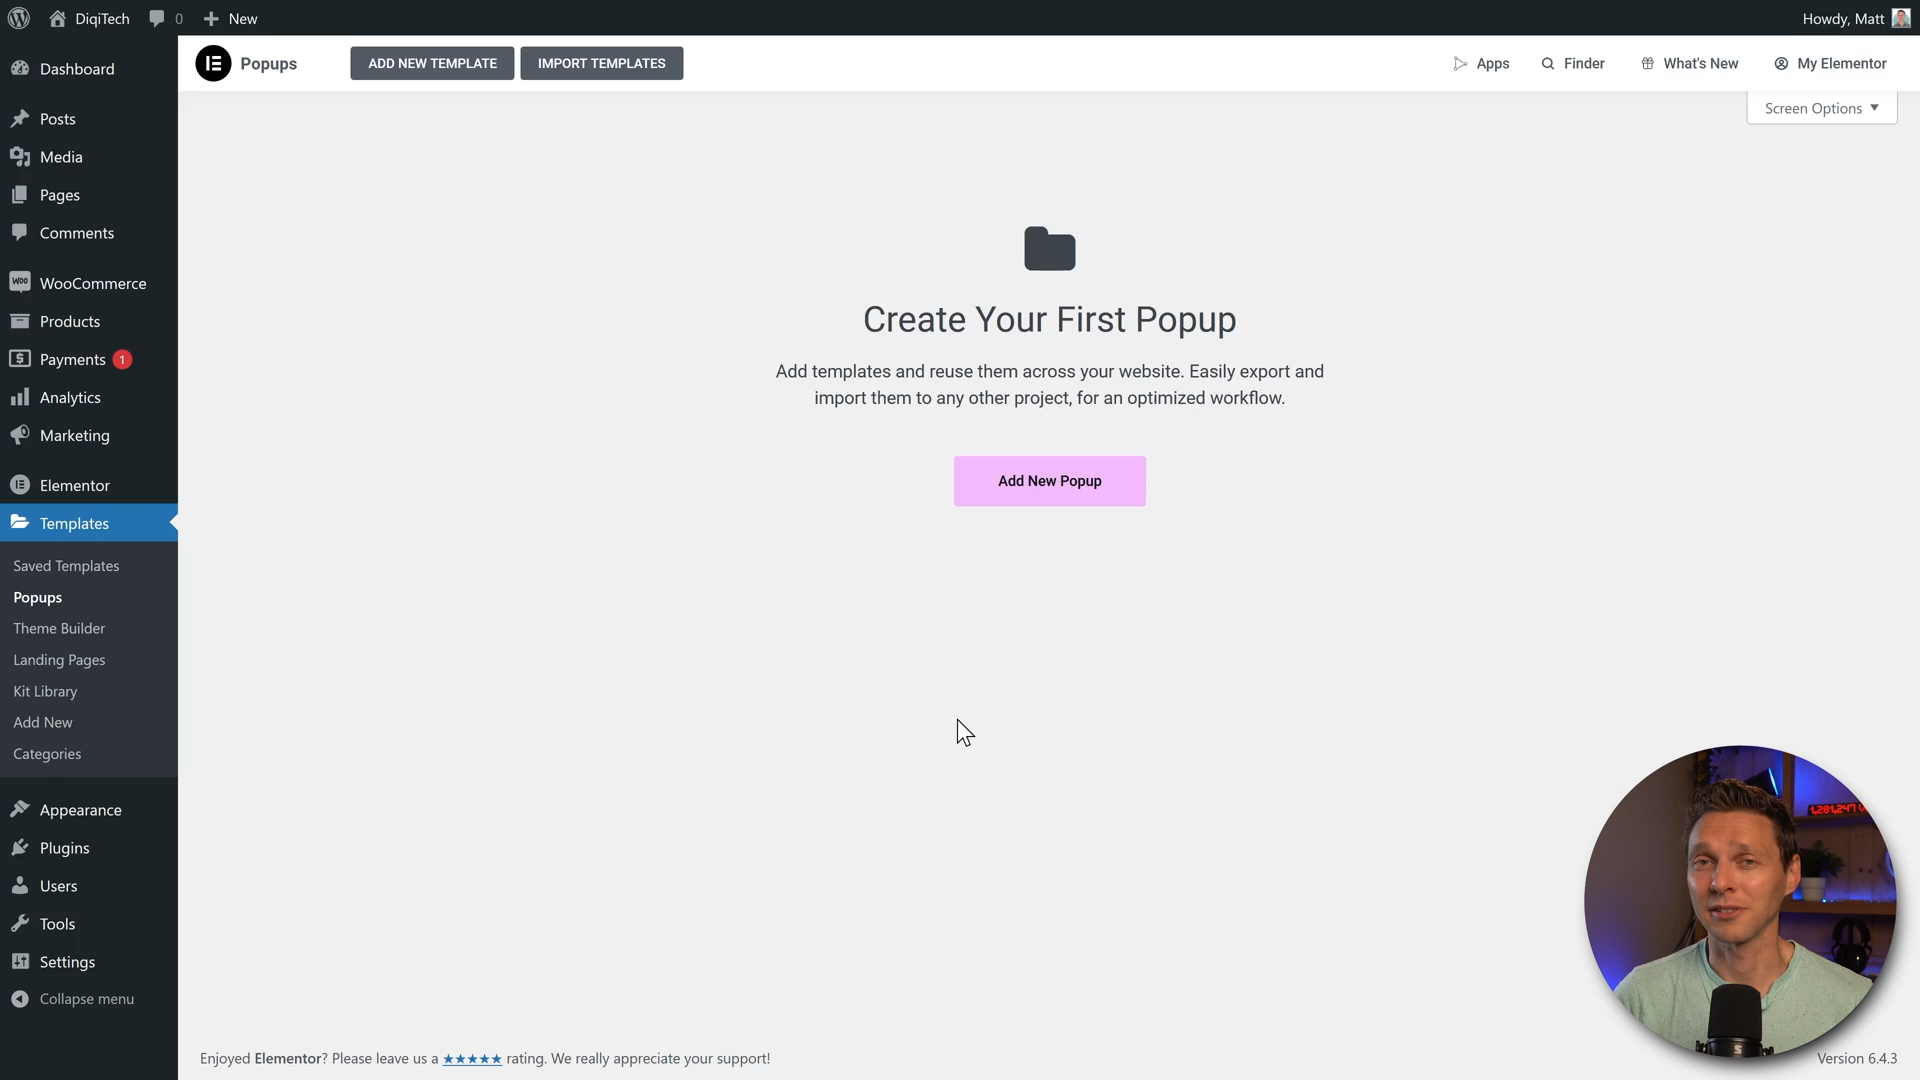 DiqiTech
0
New
Howdy, Matt
Dashboard
Posts
Media
Pages
Comments
WooCommerce
Products
Payments 1
Analytics
Marketing
Elementor
Templates
Saved Templates
Popups
Theme Builder
Landing Pages
Kit Library
Add New
Categories
Appearance
Plugins
Users
Tools
Settings
Collapse menu
Popups
ADD NEW TEMPLATE
IMPORT TEMPLATES
Apps
Finder
What's New
My Elementor
Screen Options
Create Your First Popup
Add templates and reuse them across your website. Easily export and
import them to any other project, for an optimized workflow.
Add New Popup
Enjoyed Elementor? Please leave us a ★★★★★ rating. We really appreciate your support!
Version 6.4.3